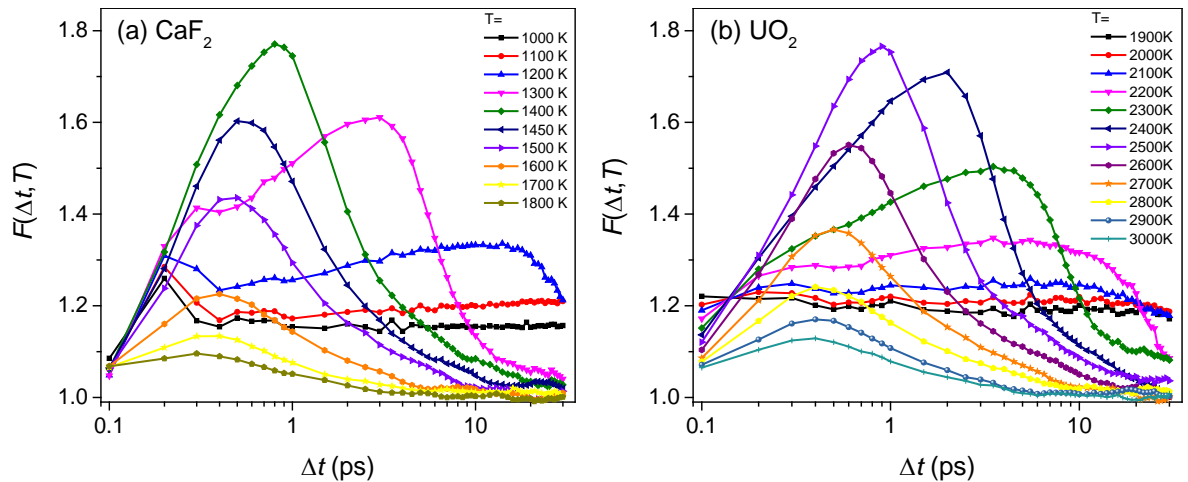 (a) CaF2
T=
1000 K
1100 K
1200 K
1300 K
1400 K
1450 K
1500 K
1600 K
1700 K
1800 K
1.8
1.6
1.4
1.2
1.0
F(Δt,T)
0.1
1
10
Δt (ps)
(b) UO2
T=
1900K
2000K
2100K
2200K
2300K
2400K
2500K
2600K
2700K
2800K
2900K
3000K
1.8
1.6
1.4
1.2
1.0
F(Δt,T)
0.1
1
10
Δt (ps)